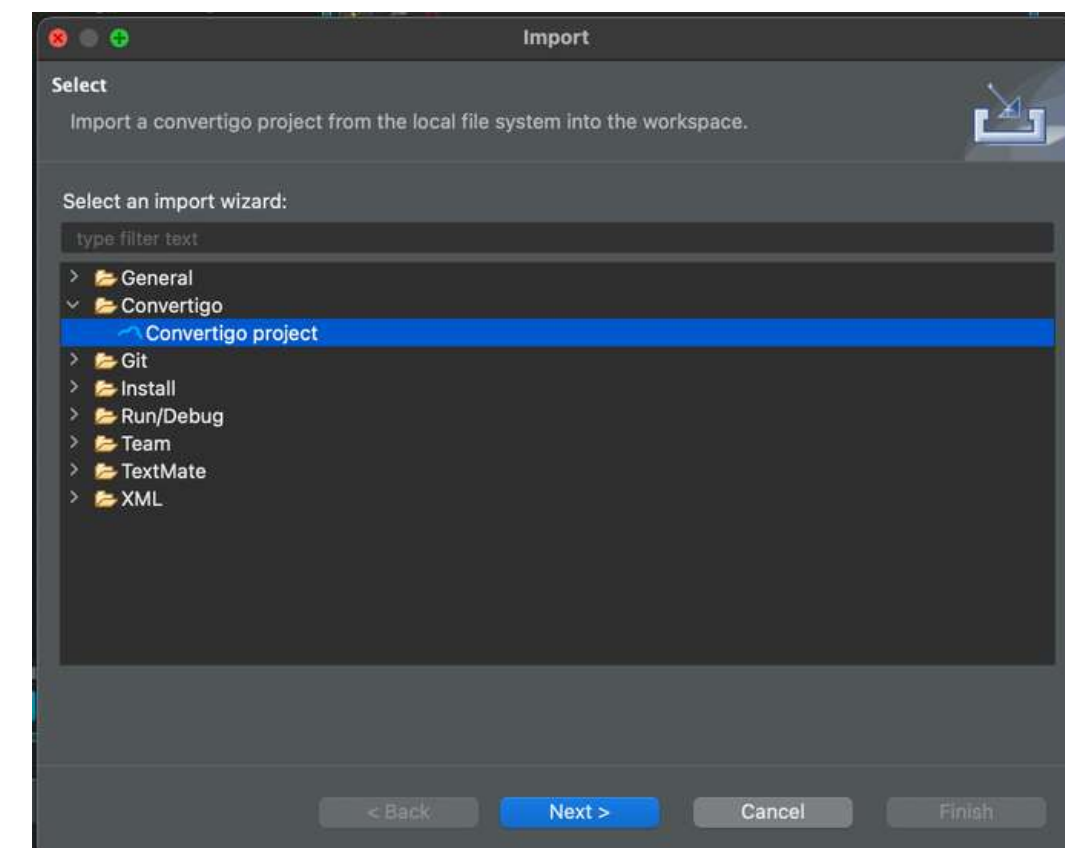 Import
Select
Import a convertigo project from the local file system into the workspace.
Select an import wizard:
type filter text
General
Convertigo
Convertigo project
Git
Install
Run/Debug
Team
TextMate
XML
< Back Next > Cancel Finish